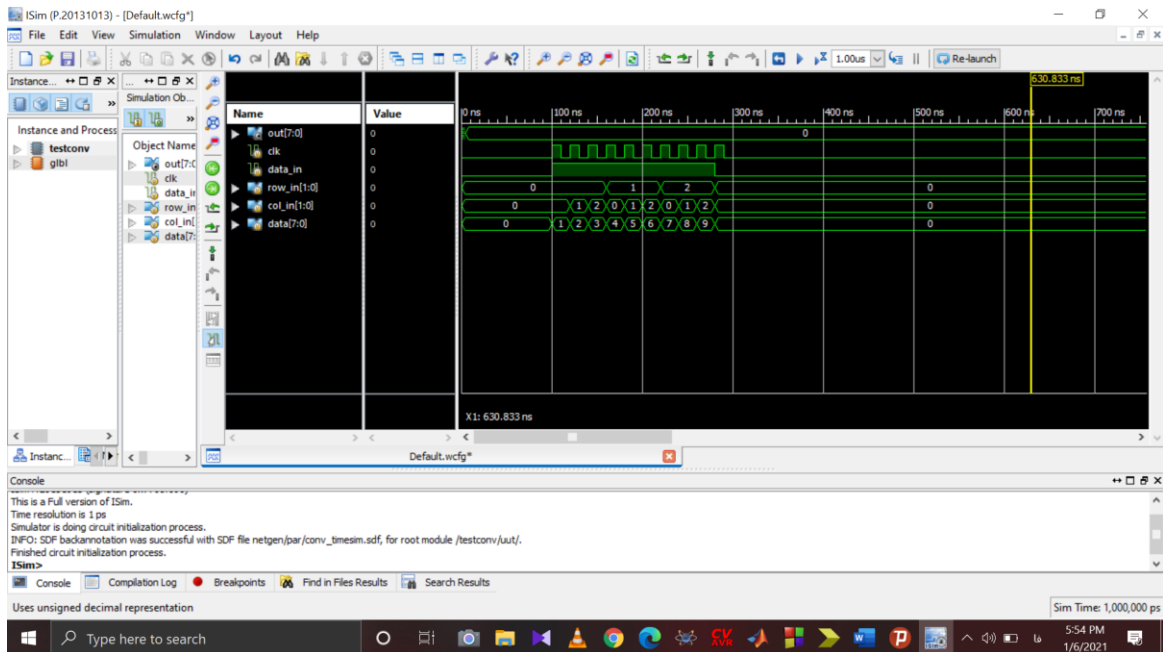 ISim (P.20131013) - [Default.wcfg*]
File Edit View Simulation Window Layout Help
1.00us Re-launch
Instance...
Simulation Ob...
Instance and Process
testconv
glbl
Object Name
out[7:0
clk
data_in
row_in
col_in[
data[7:
Name Value
out[7:0] 0
clk 0
data_in 0
row_in[1:0] 0
col_in[1:0] 0
data[7:0] 0
630.833 ns
0 ns 100 ns 200 ns 300 ns 400 ns 500 ns 600 ns 700 ns
0
0 1 2 0
0 1 2 0 1 2 0 1 2 0
0 1 2 3 4 5 6 7 8 9 0
X1: 630.833 ns
Instanc...
Default.wcfg*
Console
This is a Full version of ISim.
Time resolution is 1 ps
Simulator is doing circuit initialization process.
INFO: SDF backannotation was successful with SDF file netgen/par/conv_timesim.sdf, for root module /testconv/uut/.
Finished circuit initialization process.
ISim>
Console Compilation Log Breakpoints Find in Files Results Search Results
Uses unsigned decimal representation
Sim Time: 1,000,000 ps
Type here to search
CV
AVR
5:54 PM
1/6/2021